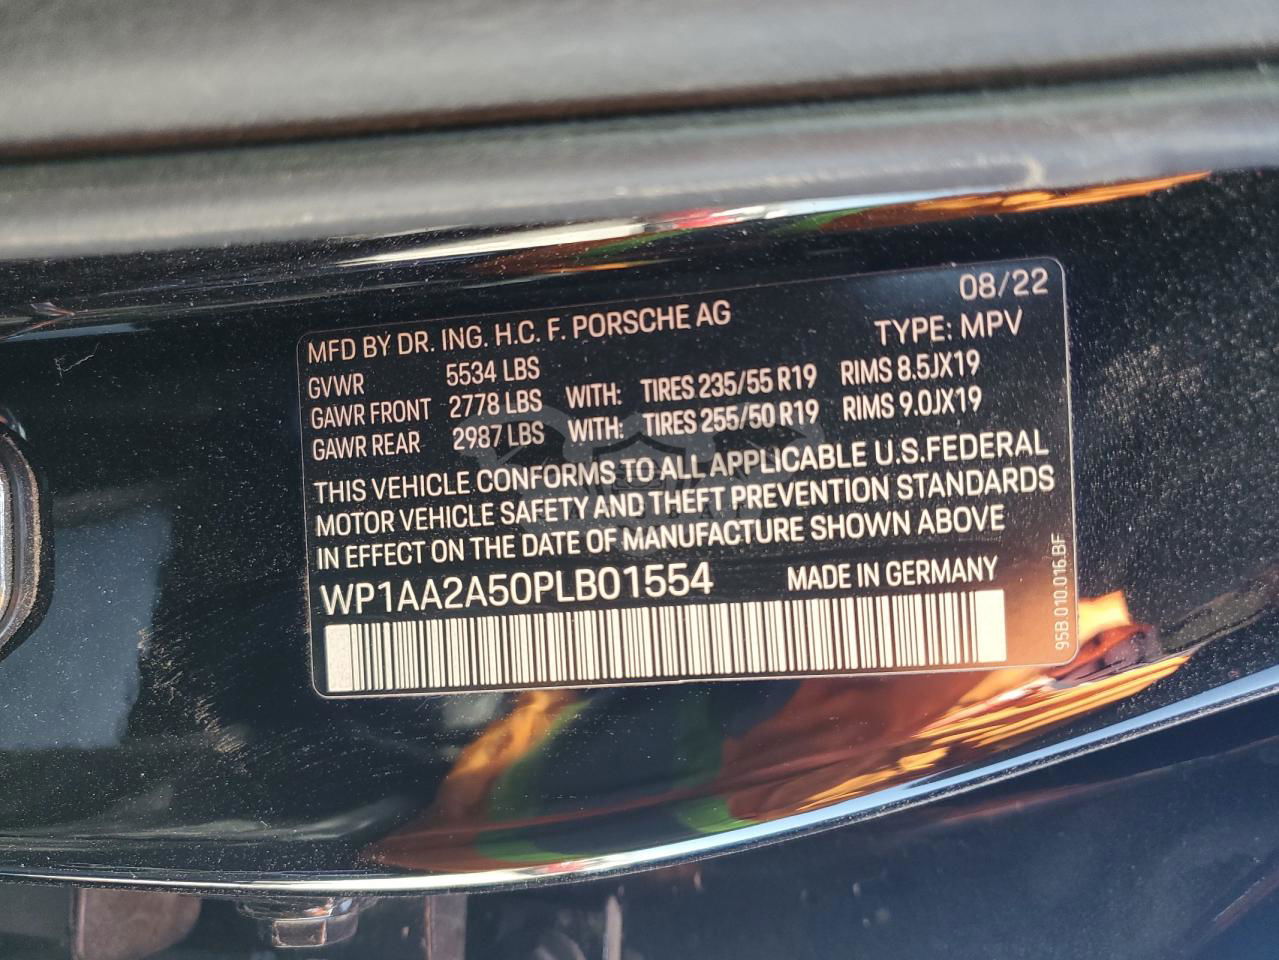 08/22
MFD BY DR. ING. H.C. F. PORSCHE AG TYPE: MPV
GVWR 5534 LBS
GAWR FRONT 2778 LBS WITH: TIRES 235/55 R19 RIMS 8.5JX19
GAWR REAR 2987 LBS WITH: TIRES 255/50 R19 RIMS 9.0JX19
THIS VEHICLE CONFORMS TO ALL APPLICABLE U.S.FEDERAL
MOTOR VEHICLE SAFETY AND THEFT PREVENTION STANDARDS
IN EFFECT ON THE DATE OF MANUFACTURE SHOWN ABOVE
WP1AA2A50PLB01554 MADE IN GERMANY
95B.010.016.BF